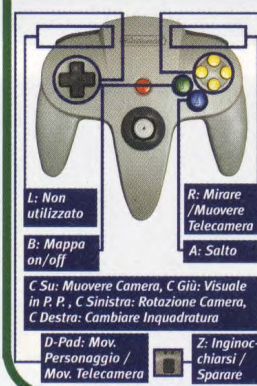 L: Non
utilizzato
R: Mirare
/Muovere
Telecamera
B: Mappa
on/off
A: Salto
C Su: Muovere Camera, C Giù: Visuale
in P. P., C Sinistra: Rotazione Camera,
C Destra: Cambiare Inquadratura
D-Pad: Mov.
Personaggio /
Mov. Telecamera
Z: Inginoc-
chiarsi /
Sparare